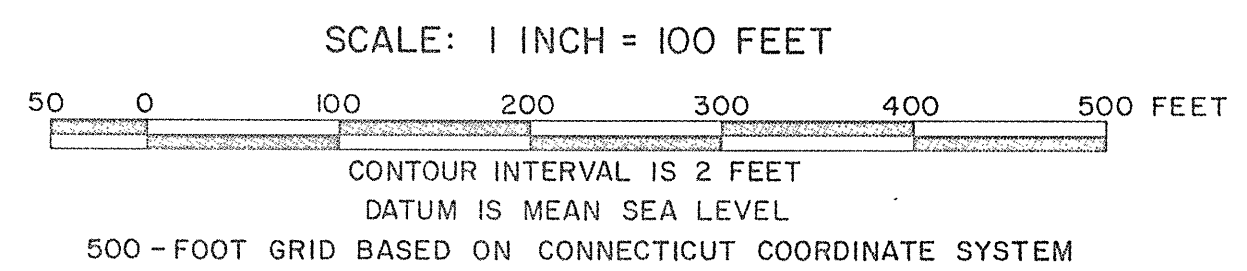 SCALE: 1 INCH = 100 FEET
50 0 100 200 300 400 500 FEET
CONTOUR INTERVAL IS 2 FEET
DATUM IS MEAN SEA LEVEL
500-FOOT GRID BASED ON CONNECTICUT COORDINATE SYSTEM